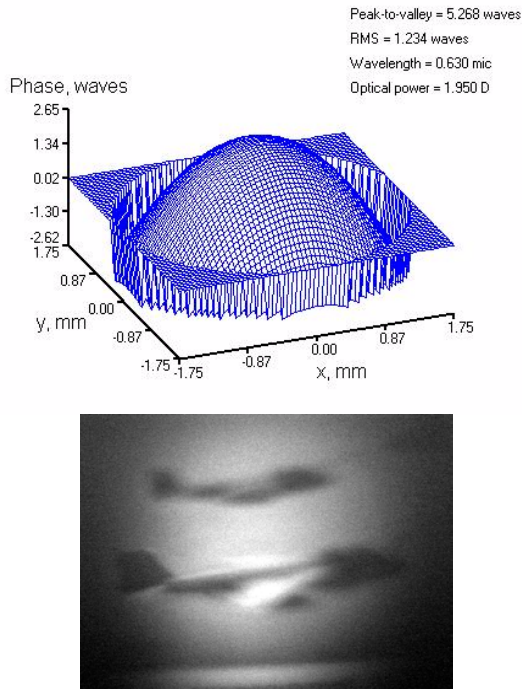 Peak-to-valley = 5.268 waves
RMS = 1.234 waves
Wavelength = 0.630 mic
Optical power = 1.950 D
Phase, waves
2.65
1.34
0.02
-1.30
-2.62
1.75
0.87
0.00
-0.87
-1.75
y, mm
-1.75
-0.87
0.00
0.87
1.75
x, mm